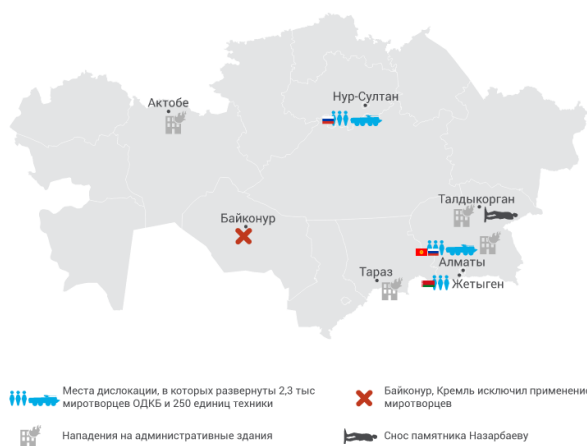 Нур-Султан
Актобе
Талдыкорган
Байконур
Алматы
Тараз
Жетыген
Места дислокации, в которых развернуты 2,3 тыс
миротворцев ОДКБ и 250 единиц техники
Байконур, Кремль исключил применение
миротворцев
Нападения на административные здания
Снос памятника Назарбаеву